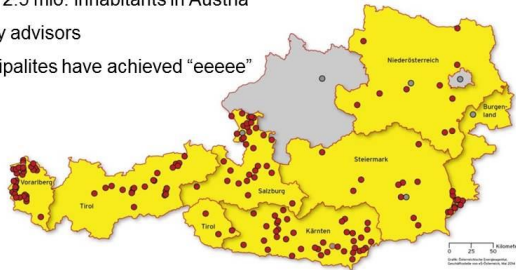 2.5 mio. inhabitants in Austria
y advisors
ipalites have achieved “eeeee”
Niederösterreich
Burgen-
land
Steiermark
Vorarlberg
Tirol
Salzburg
Tirol
Kärnten
0 25 50 Kilomete